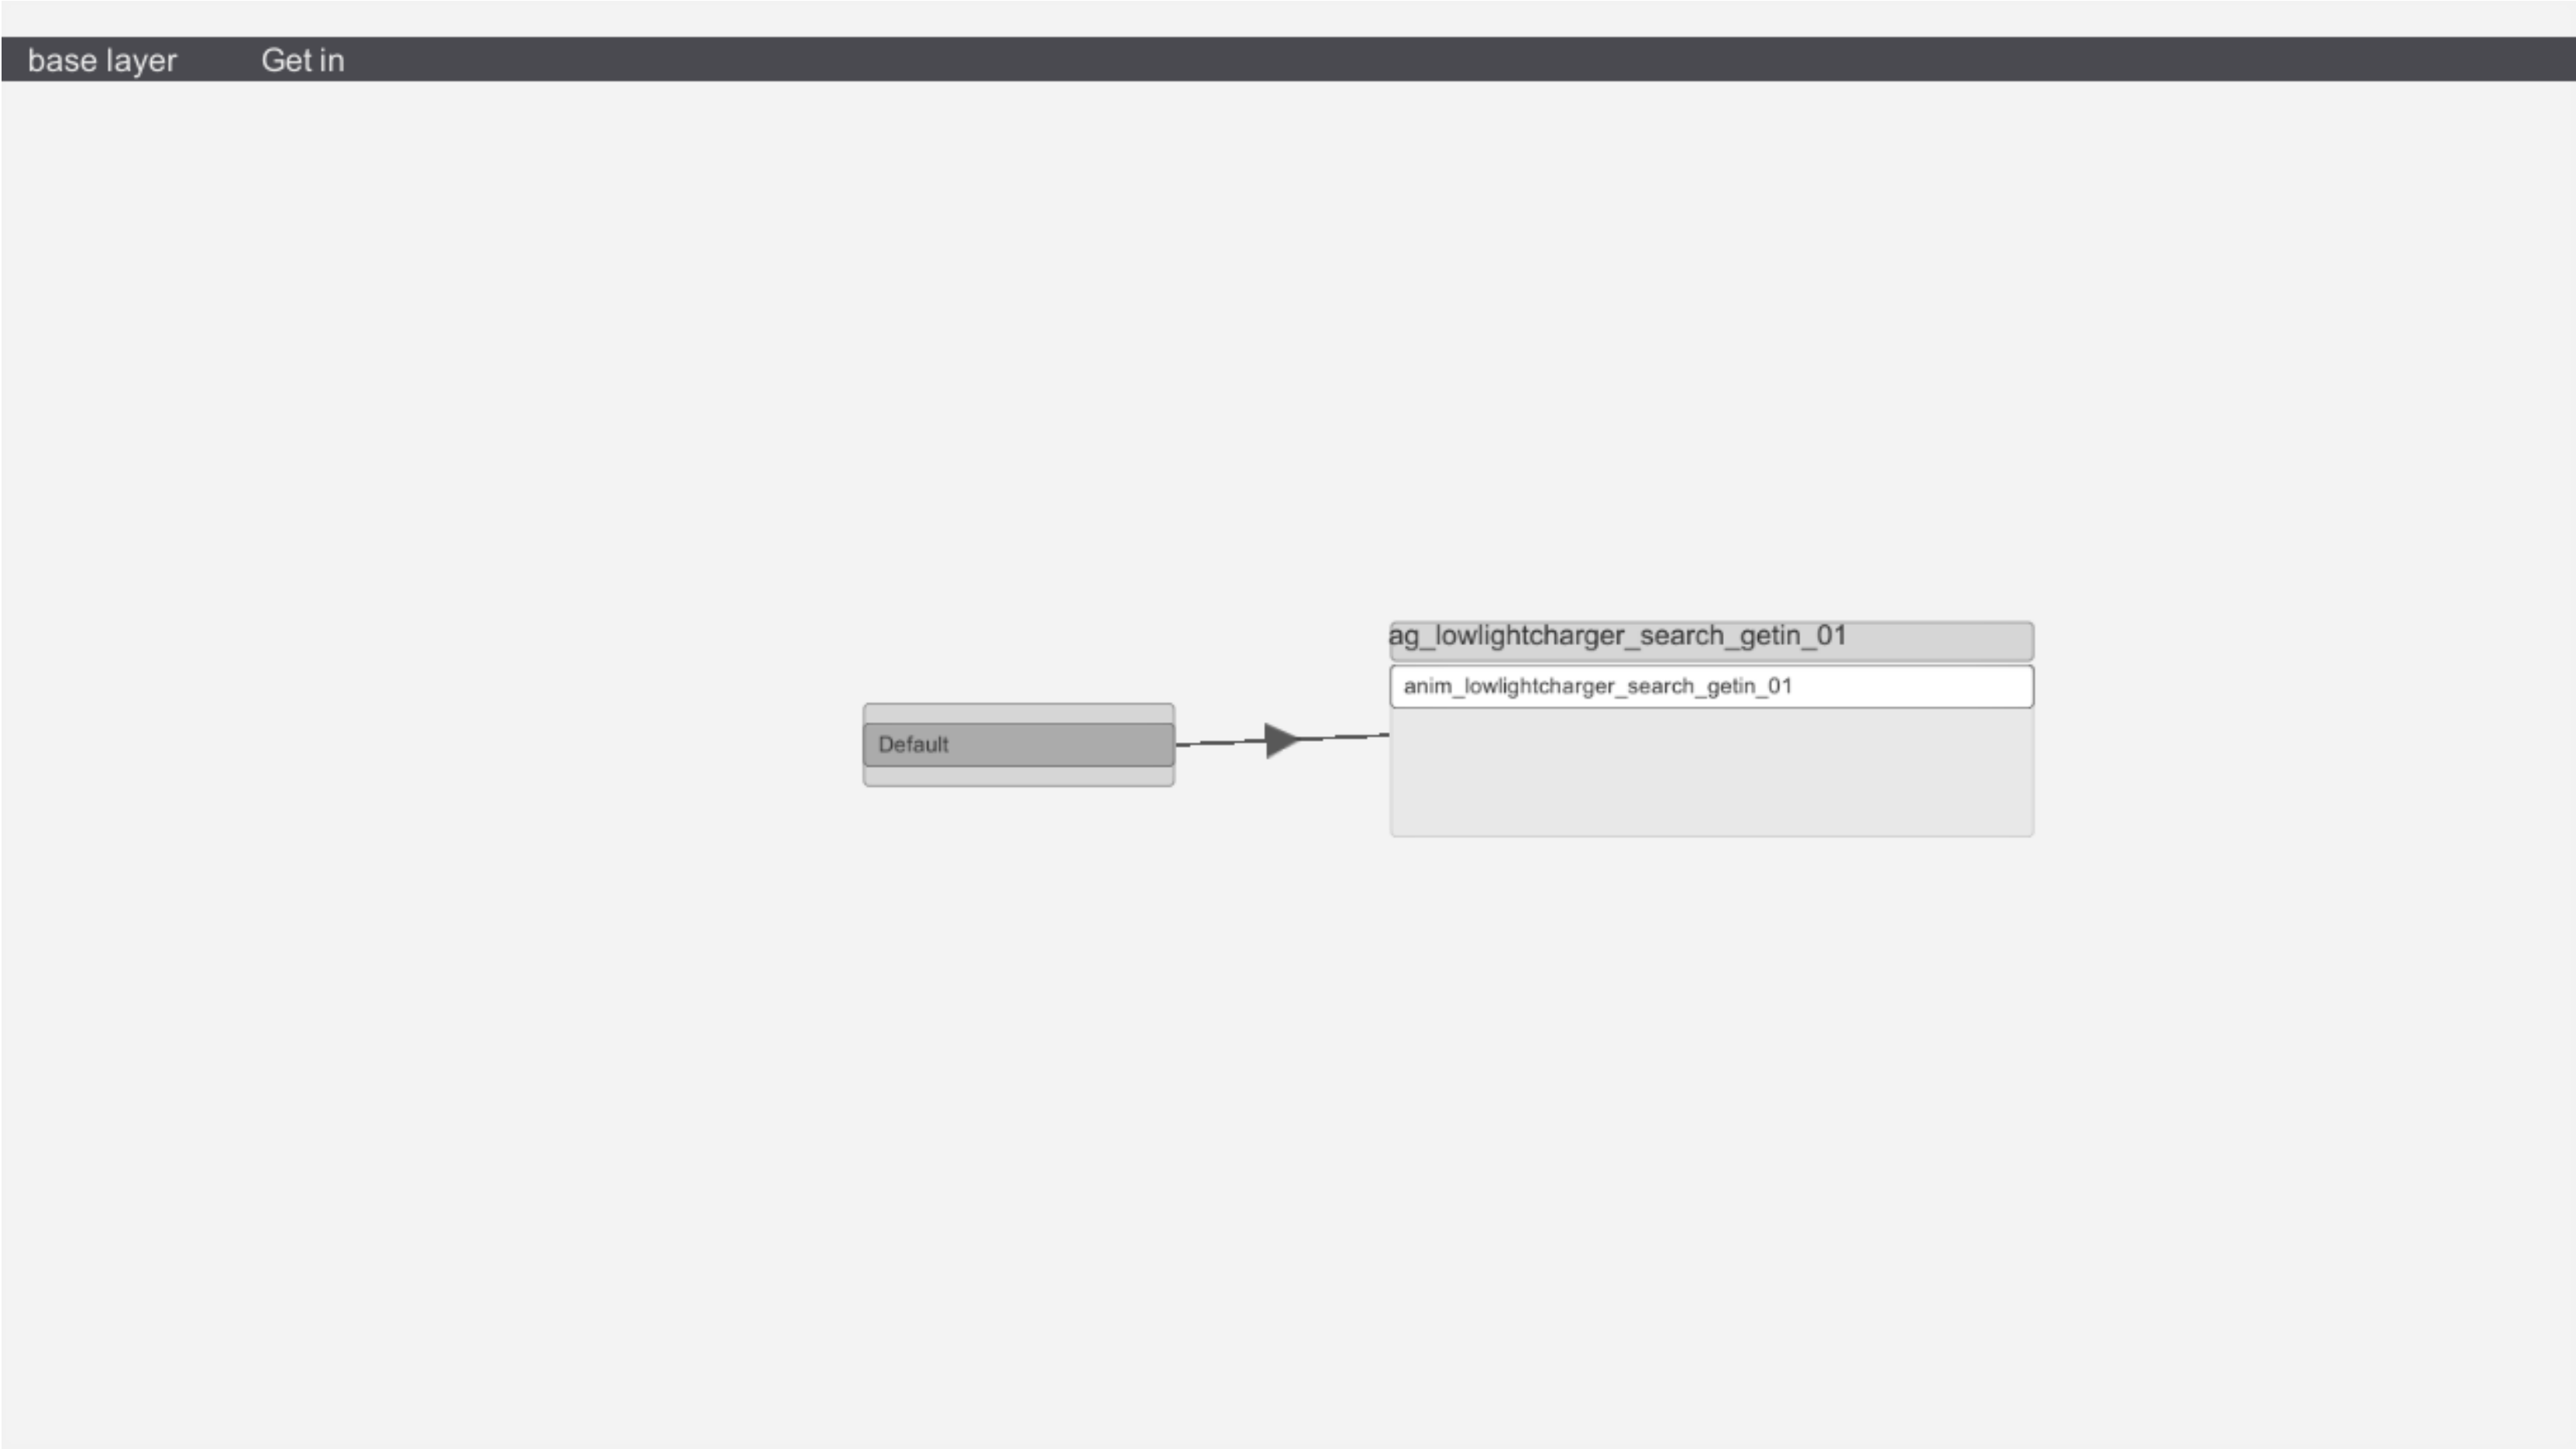 base layer Get in
ag_lowlightcharger_search_getin_01
anim_lowlightcharger_search_getin_01
Default